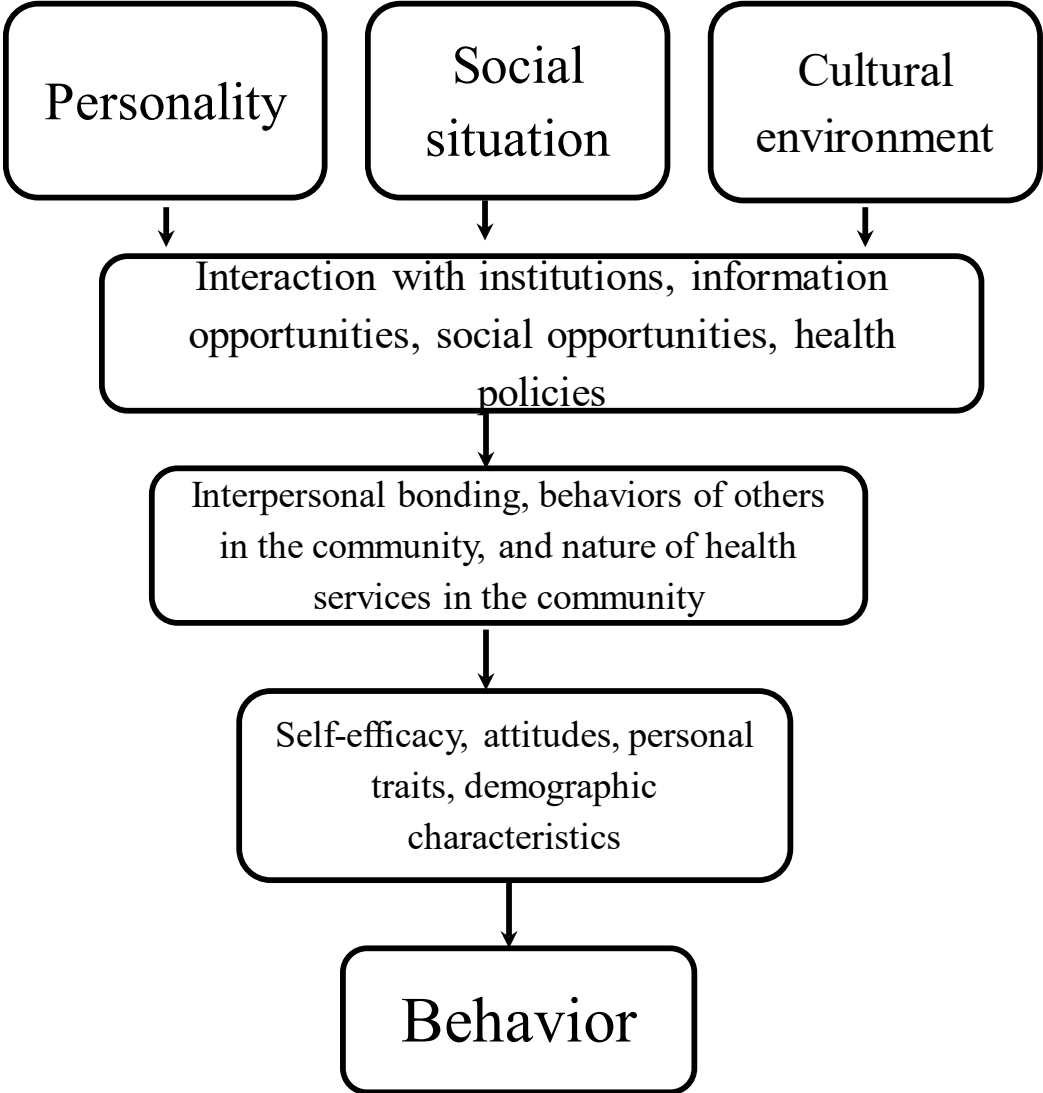 Personality
Social
situation
Cultural
environment
Interaction with institutions, information
opportunities, social opportunities, health
policies
Interpersonal bonding, behaviors of others
in the community, and nature of health
services in the community
Self-efficacy, attitudes, personal
traits, demographic
characteristics
Behavior